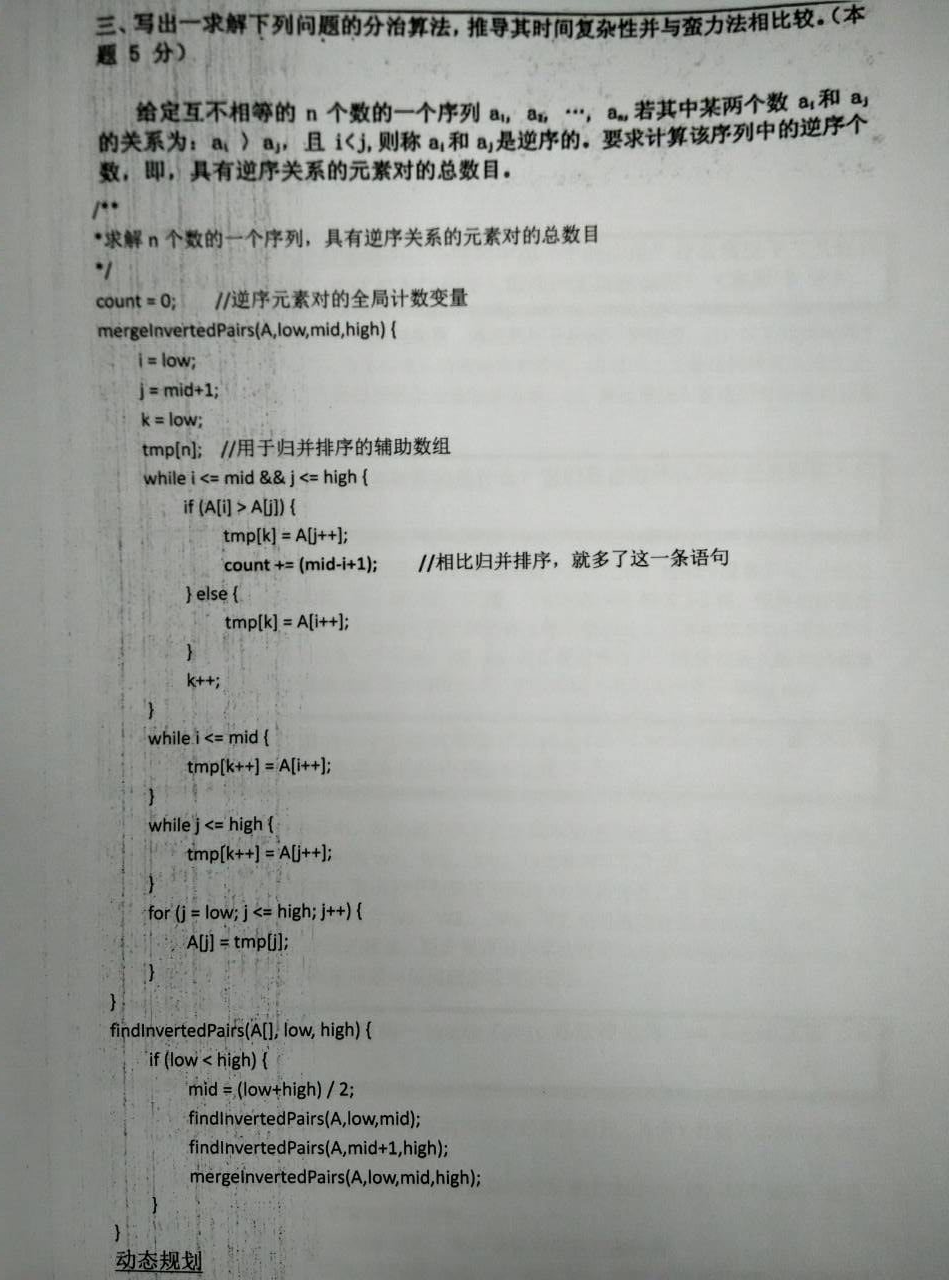 三、写出一求解下列问题的分治算法，推导其时间复杂性并与蛮力法相比较。（本
题 5 分）
给定互不相等的 n 个数的一个序列 a₁, a₂, …, aₙ, 若其中某两个数 aᵢ和 aⱼ
的关系为：aᵢ 〉aⱼ，且 i<j, 则称 aᵢ和 aⱼ是逆序的。要求计算该序列中的逆序个
数，即，具有逆序关系的元素对的总数目。
/**
*求解 n 个数的一个序列，具有逆序关系的元素对的总数目
*/
count = 0; //逆序元素对的全局计数变量
mergeInvertedPairs(A,low,mid,high) {
i = low;
j = mid+1;
k = low;
tmp[n]; //用于归并排序的辅助数组
while i <= mid && j <= high {
if (A[i] > A[j]) {
tmp[k] = A[j++];
count += (mid-i+1); //相比归并排序，就多了这一条语句
} else {
tmp[k] = A[i++];
}
k++;
}
while i <= mid {
tmp[k++] = A[i++];
}
while j <= high {
tmp[k++] = A[j++];
}
for (j = low; j <= high; j++) {
A[j] = tmp[j];
}
}
findInvertedPairs(A[], low, high) {
if (low < high) {
mid = (low+high) / 2;
findInvertedPairs(A,low,mid);
findInvertedPairs(A,mid+1,high);
mergeInvertedPairs(A,low,mid,high);
}
}
动态规划